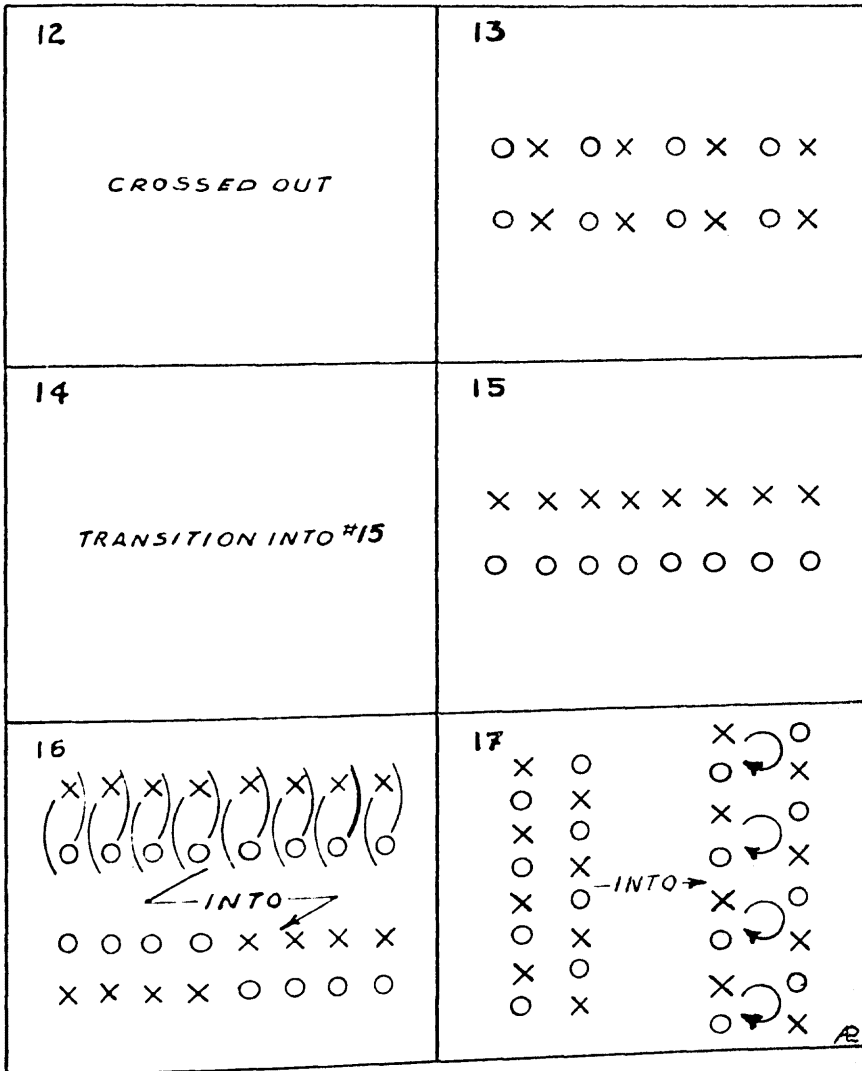 12
CROSSED OUT
13
O X O X O X O X
O X O X O X O X
14
TRANSITION INTO #15
15
X X X X X X X X
O O O O O O O O
16
X X X X X X X X
O O O O O O O O
INTO
O O O O X X X X
X X X X O O O O
17
X O
O X
X O
O X
X O
O X
X O
O X
INTO
X O
O X
X O
O X
X O
O X
X O
O X